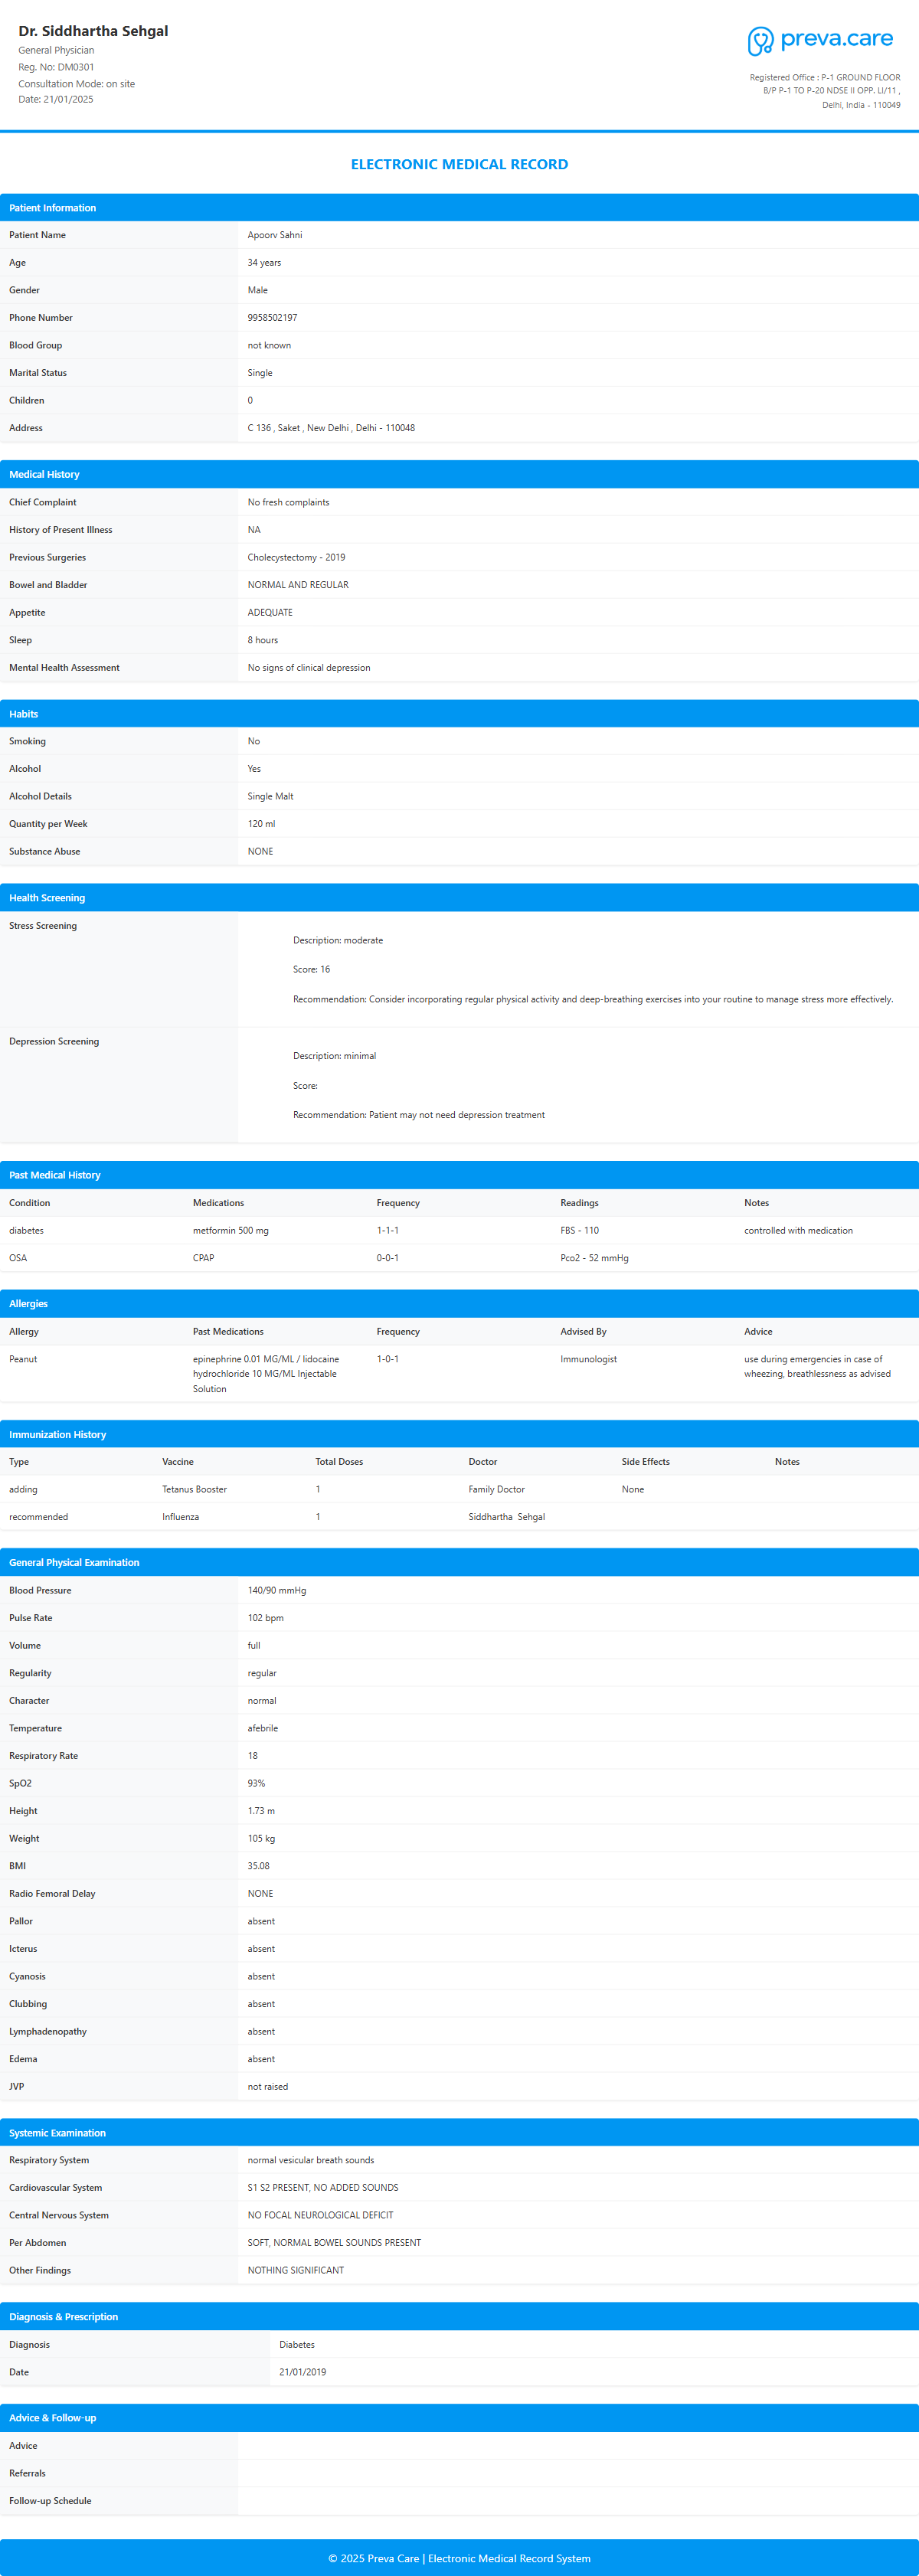 Dr. Siddhartha Sehgal
General Physician
Reg. No: DM0301
Consultation Mode: on site
Date: 21/01/2025
preva.care
Registered Office : P-1 GROUND FLOOR
B/P P-1 TO P-20 NDSE II OPP. LI/11 ,
Delhi, India - 110049
ELECTRONIC MEDICAL RECORD
Patient Information
Patient Name Apoorv Sahni
Age 34 years
Gender Male
Phone Number 9958502197
Blood Group not known
Marital Status Single
Children 0
Address C 136 , Saket , New Delhi , Delhi - 110048
Medical History
Chief Complaint No fresh complaints
History of Present Illness NA
Previous Surgeries Cholecystectomy - 2019
Bowel and Bladder NORMAL AND REGULAR
Appetite ADEQUATE
Sleep 8 hours
Mental Health Assessment No signs of clinical depression
Habits
Smoking No
Alcohol Yes
Alcohol Details Single Malt
Quantity per Week 120 ml
Substance Abuse NONE
Health Screening
Stress Screening
Description: moderate
Score: 16
Recommendation: Consider incorporating regular physical activity and deep-breathing exercises into your routine to manage stress more effectively.
Depression Screening
Description: minimal
Score:
Recommendation: Patient may not need depression treatment
Past Medical History
Condition Medications Frequency Readings Notes
diabetes metformin 500 mg 1-1-1 FBS - 110 controlled with medication
OSA CPAP 0-0-1 Pco2 - 52 mmHg
Allergies
Allergy Past Medications Frequency Advised By Advice
Peanut epinephrine 0.01 MG/ML / lidocaine 1-0-1 Immunologist use during emergencies in case of
hydrochloride 10 MG/ML Injectable wheezing, breathlessness as advised
Solution
Immunization History
Type Vaccine Total Doses Doctor Side Effects Notes
adding Tetanus Booster 1 Family Doctor None
recommended Influenza 1 Siddhartha Sehgal
General Physical Examination
Blood Pressure 140/90 mmHg
Pulse Rate 102 bpm
Volume full
Regularity regular
Character normal
Temperature afebrile
Respiratory Rate 18
SpO2 93%
Height 1.73 m
Weight 105 kg
BMI 35.08
Radio Femoral Delay NONE
Pallor absent
Icterus absent
Cyanosis absent
Clubbing absent
Lymphadenopathy absent
Edema absent
JVP not raised
Systemic Examination
Respiratory System normal vesicular breath sounds
Cardiovascular System S1 S2 PRESENT, NO ADDED SOUNDS
Central Nervous System NO FOCAL NEUROLOGICAL DEFICIT
Per Abdomen SOFT, NORMAL BOWEL SOUNDS PRESENT
Other Findings NOTHING SIGNIFICANT
Diagnosis & Prescription
Diagnosis Diabetes
Date 21/01/2019
Advice & Follow-up
Advice
Referrals
Follow-up Schedule
© 2025 Preva Care | Electronic Medical Record System